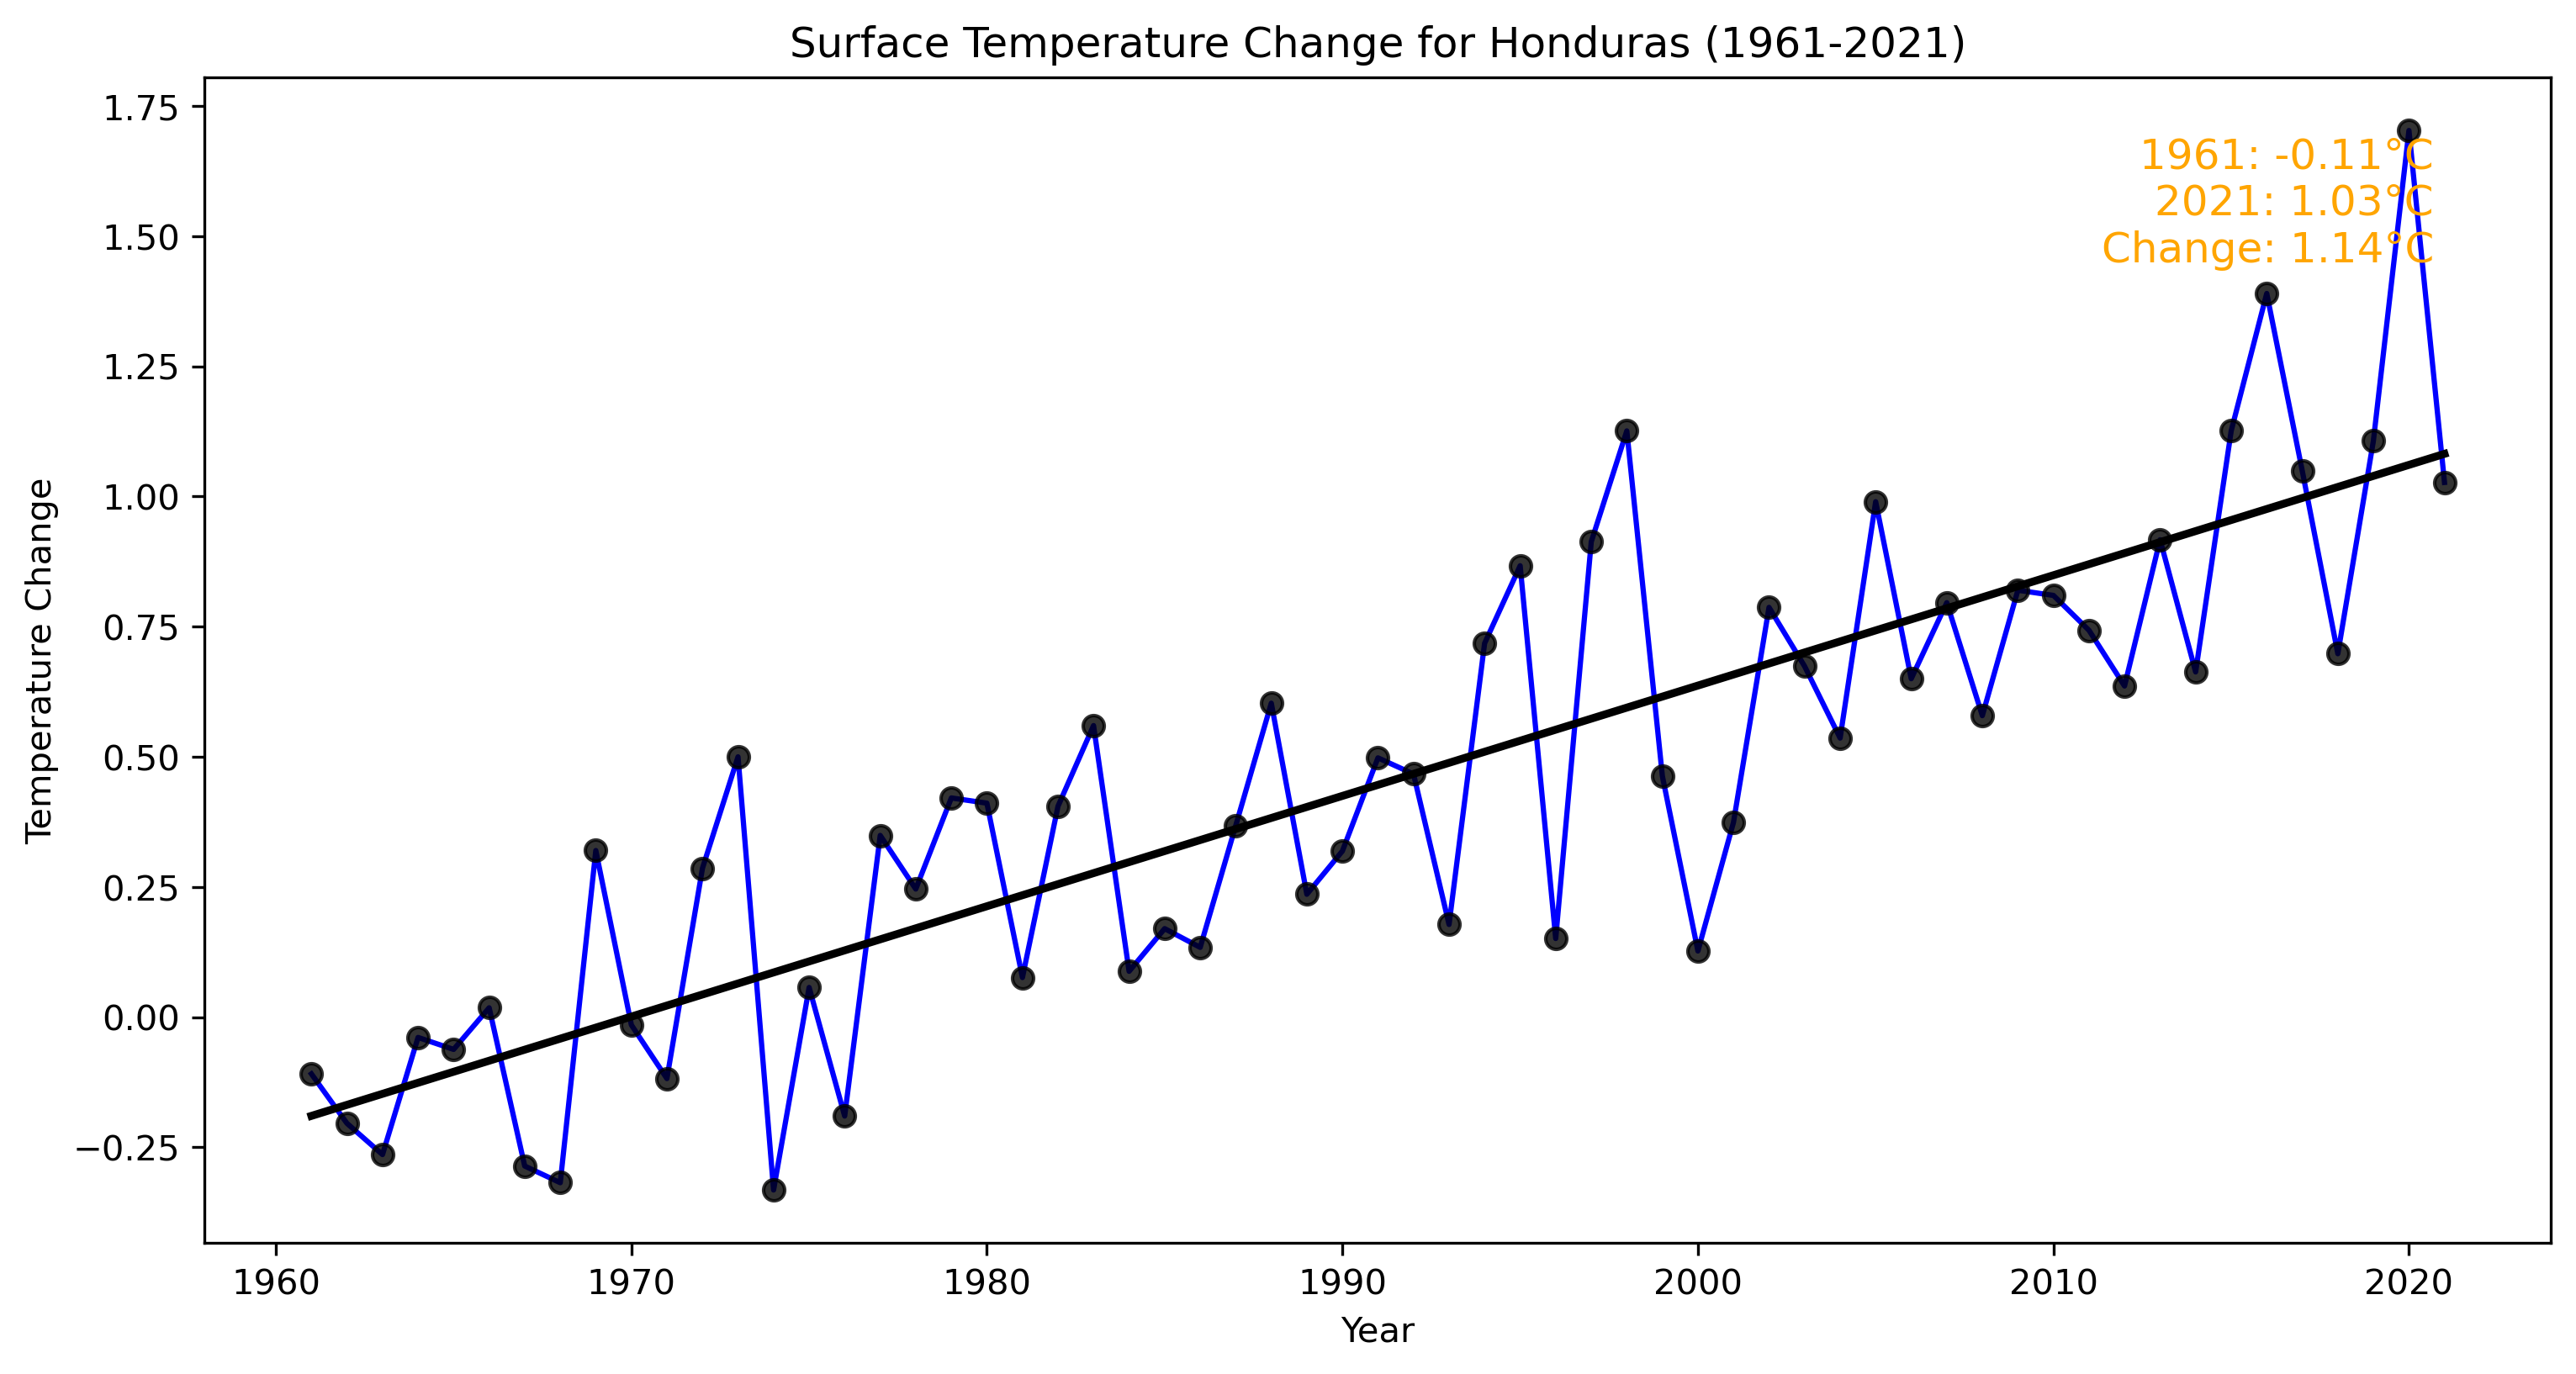 Surface Temperature Change for Honduras (1961-2021)
1961: -0.11°C
2021: 1.03°C
Change: 1.14°C
Temperature Change
1.75
1.50
1.25
1.00
0.75
0.50
0.25
0.00
−0.25
1960 1970 1980 1990 2000 2010 2020
Year